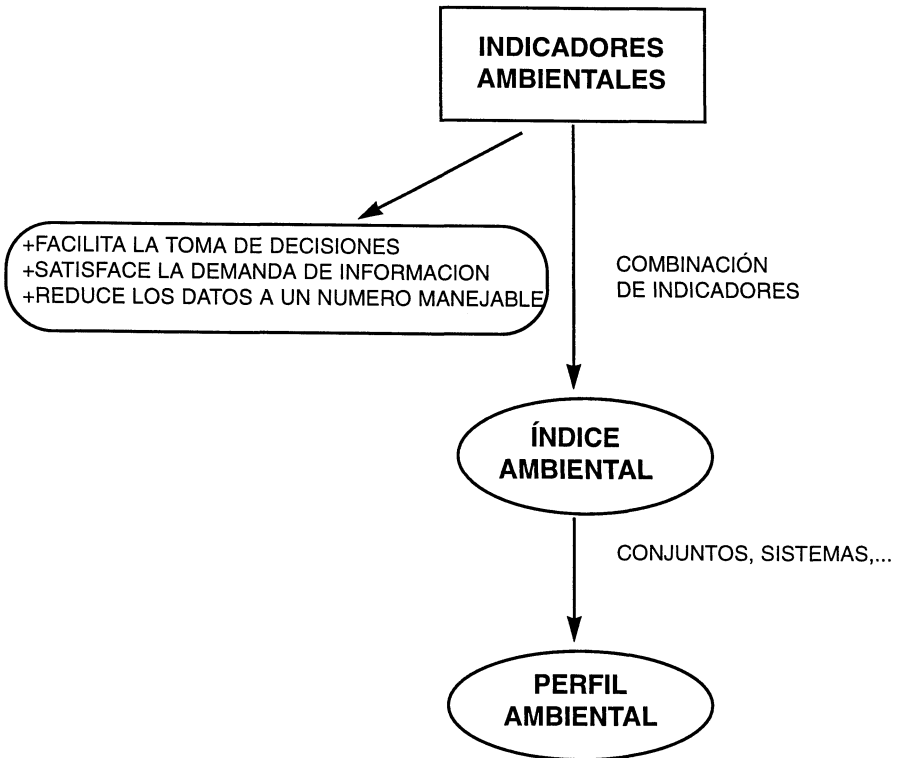 INDICADORES
AMBIENTALES
+FACILITA LA TOMA DE DECISIONES
+SATISFACE LA DEMANDA DE INFORMACION
+REDUCE LOS DATOS A UN NUMERO MANEJABLE
COMBINACIÓN
DE INDICADORES
ÍNDICE
AMBIENTAL
CONJUNTOS, SISTEMAS,...
PERFIL
AMBIENTAL